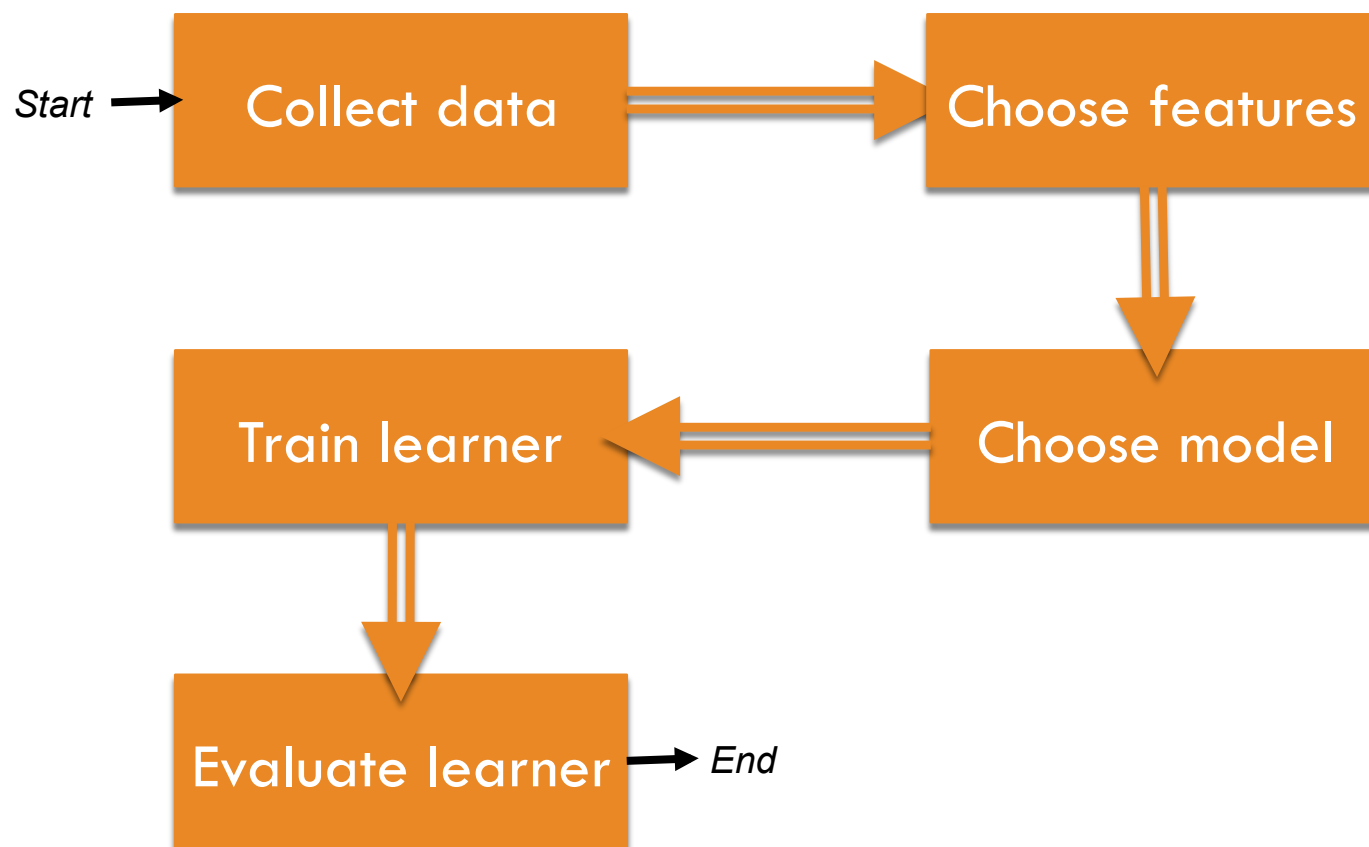 Start
Collect data
Choose features
Choose model
Train learner
Evaluate learner
End